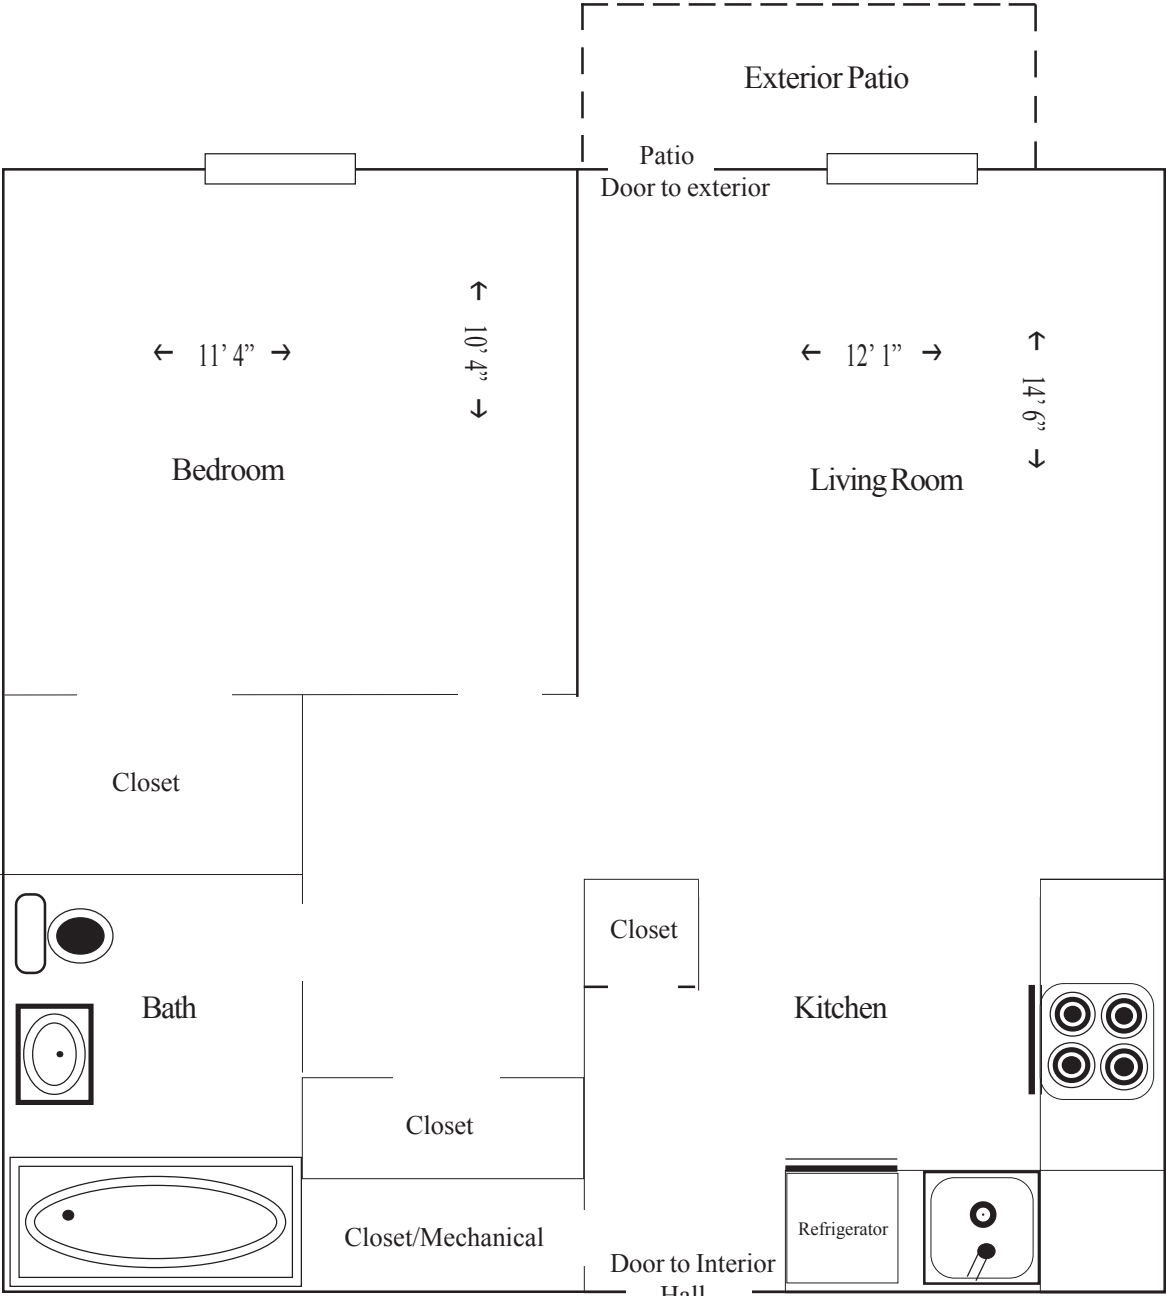 Exterior Patio
Patio
Door to exterior
11’ 4”
10’ 4”
12’ 1”
14’ 6”
Bedroom
Living Room
Closet
Closet
Bath
Kitchen
Closet
Closet/Mechanical
Refrigerator
Door to Interior
Hall